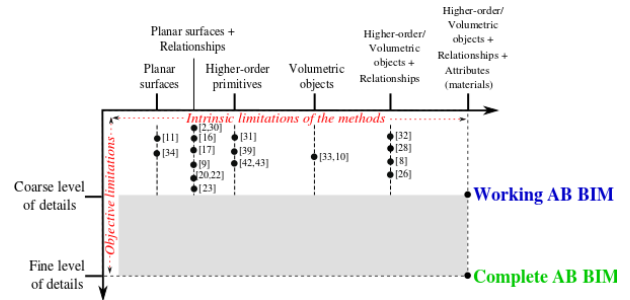 Higher-order/
Volumetric
objects +
Relationships +
Attributes
(materials)
Higher-order/
Volumetric
objects +
Relationships
Planar surfaces +
Relationships
Planar
surfaces
Higher-order
primitives
Volumetric
objects
Intrinsic limitations of the methods
Objective limitations
[2,30]
[11]
[16]
[31]
[32]
[34]
[17]
[39]
[28]
[9]
[42,43]
[33,10]
[8]
[20,22]
[26]
[23]
Coarse level
of details
Working AB BIM
Fine level
of details
Complete AB BIM